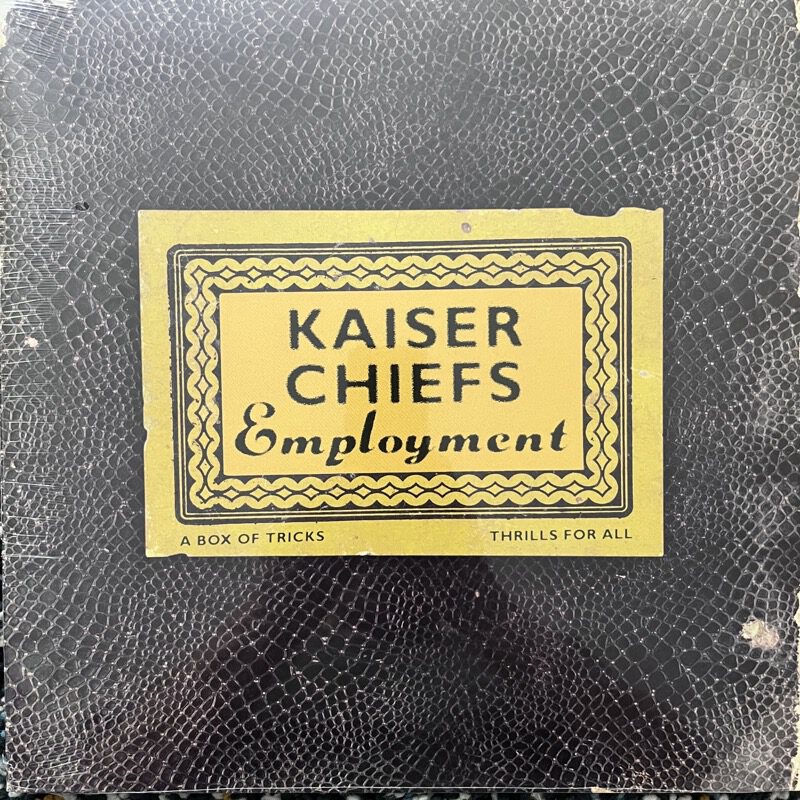 KAISER
CHIEFS
Employment
A BOX OF TRICKS
THRILLS FOR ALL